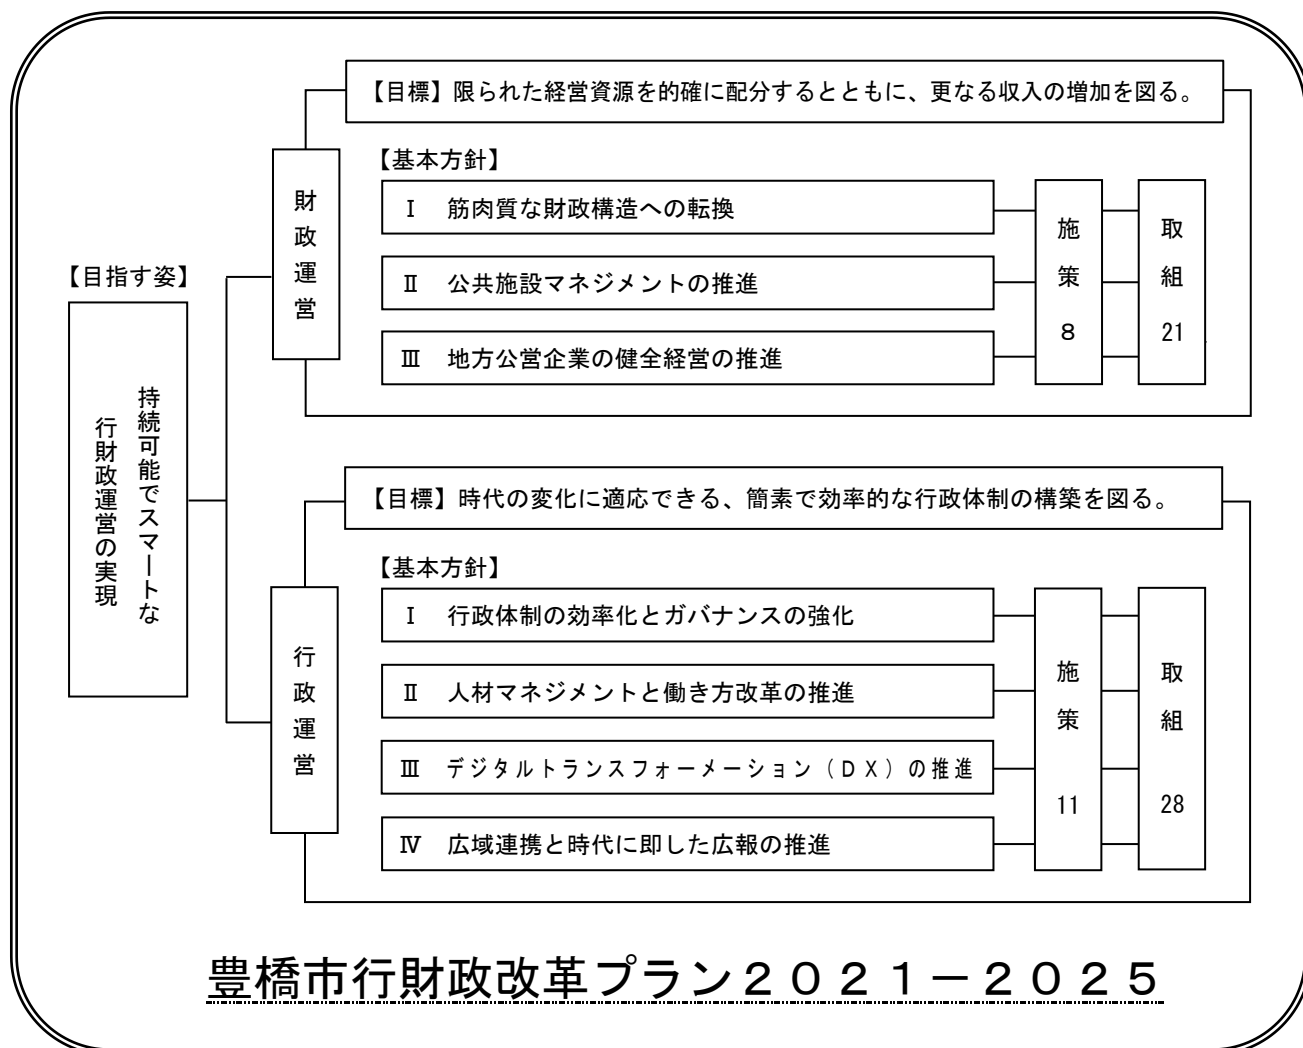 【目指す姿】
持続可能でスマートな
行財政運営の実現
財政運営
【目標】限られた経営資源を的確に配分するとともに、更なる収入の増加を図る。
【基本方針】
Ⅰ 筋肉質な財政構造への転換
Ⅱ 公共施設マネジメントの推進
Ⅲ 地方公営企業の健全経営の推進
施策 8
取組 21
行政運営
【目標】時代の変化に適応できる、簡素で効率的な行政体制の構築を図る。
【基本方針】
Ⅰ 行政体制の効率化とガバナンスの強化
Ⅱ 人材マネジメントと働き方改革の推進
Ⅲ デジタルトランスフォーメーション(DX)の推進
Ⅳ 広域連携と時代に即した広報の推進
施策 11
取組 28
豊橋市行財政改革プラン2021-2025